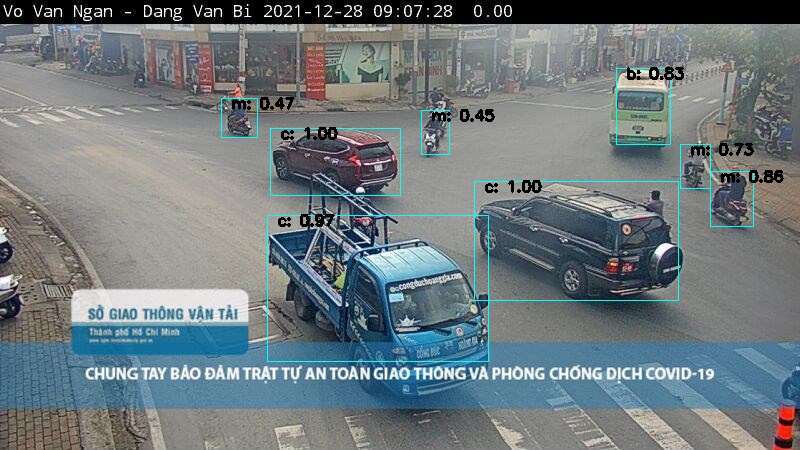 Vo Van Ngan - Dang Van Bi 2021-12-28 09:07:28 0.00
b: 0.83
m: 0.47
m: 0.45
c: 1.00
m: 0.73
m: 0.86
c: 1.00
c: 0.97
SỞ GIAO THÔNG VẬN TẢI
Thành phố Hồ Chí Minh
CHUNG TAY BẢO ĐẢM TRẬT TỰ AN TOÀN GIAO THÔNG VÀ PHÒNG CHỐNG DỊCH COVID-19